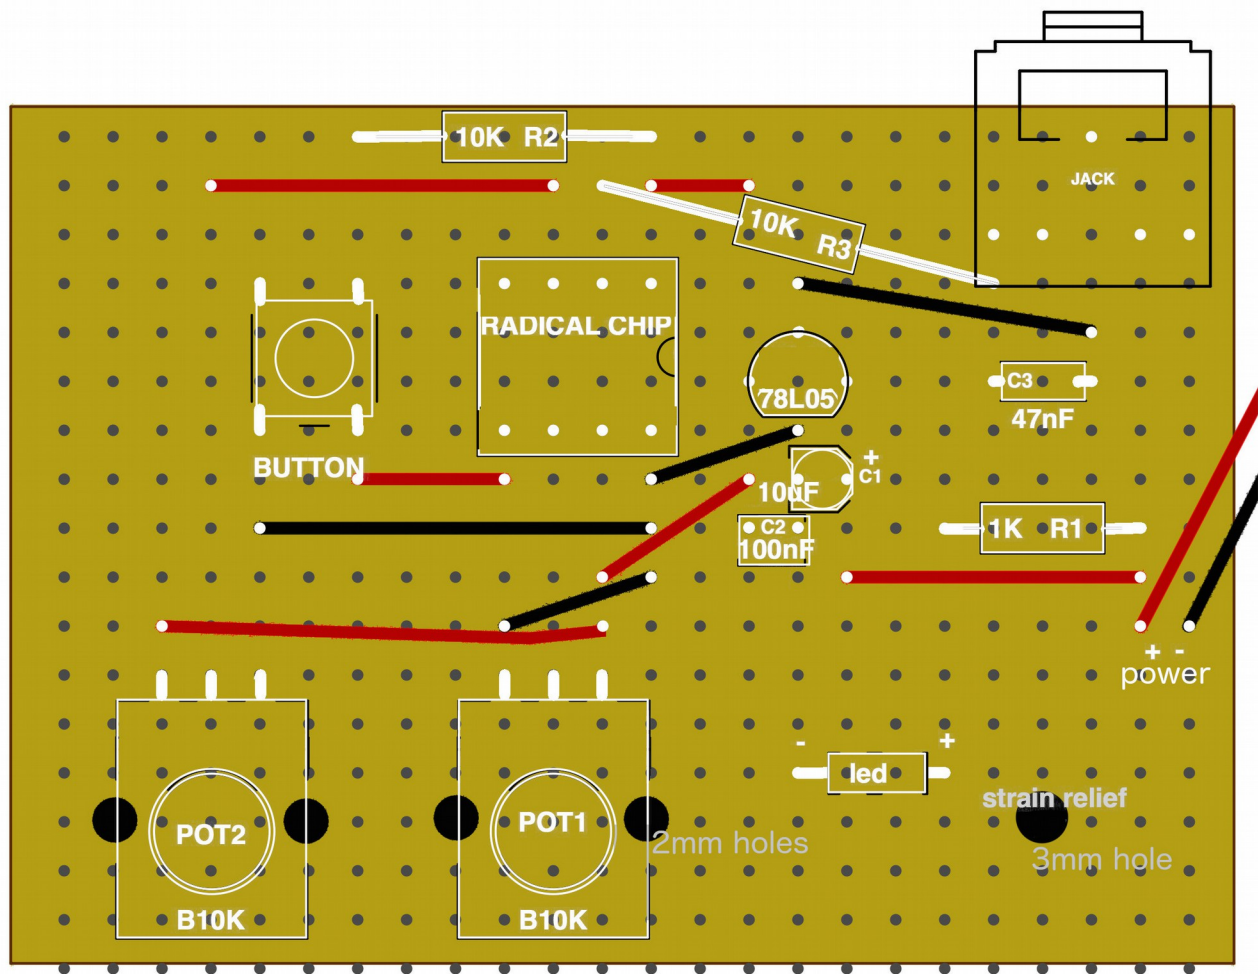 10K R2
JACK
10K R3
RADICAL CHIP
78L05
C3
47nF
BUTTON
+
10uF C1
C2
100nF
1K R1
+ -
power
- +
led
strain relief
POT2
POT1
2mm holes
3mm hole
B10K
B10K